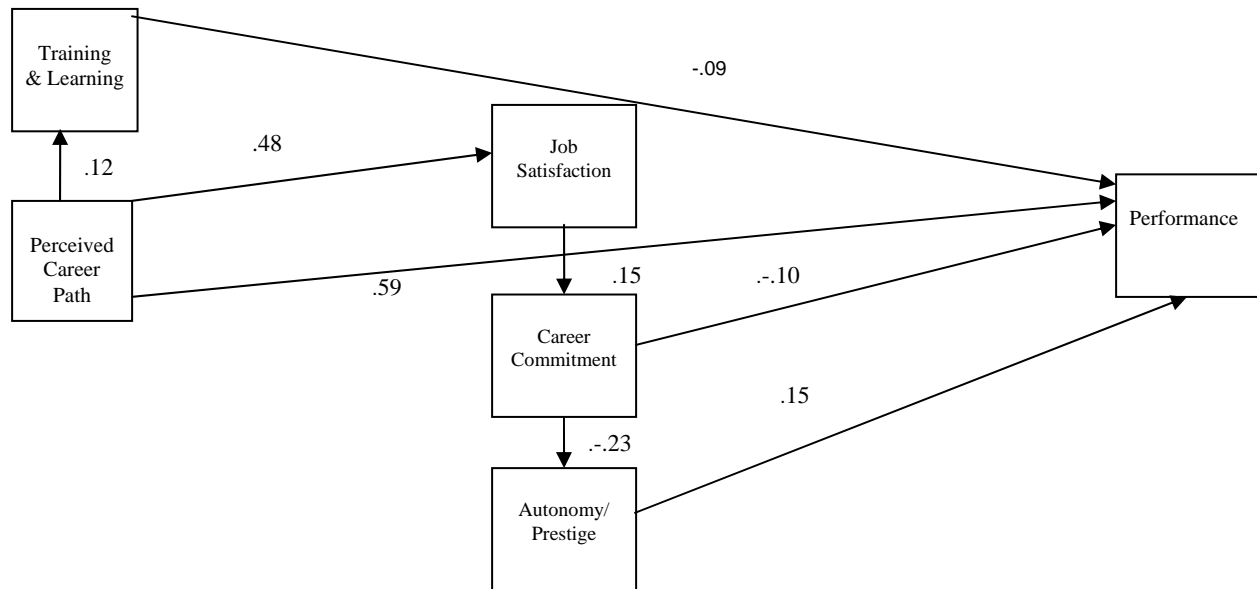 Training
& Learning
-.09
Job
Satisfaction
.48
.12
Performance
Perceived
Career
Path
.59
.15
.-.10
Career
Commitment
.15
.-.23
Autonomy/
Prestige